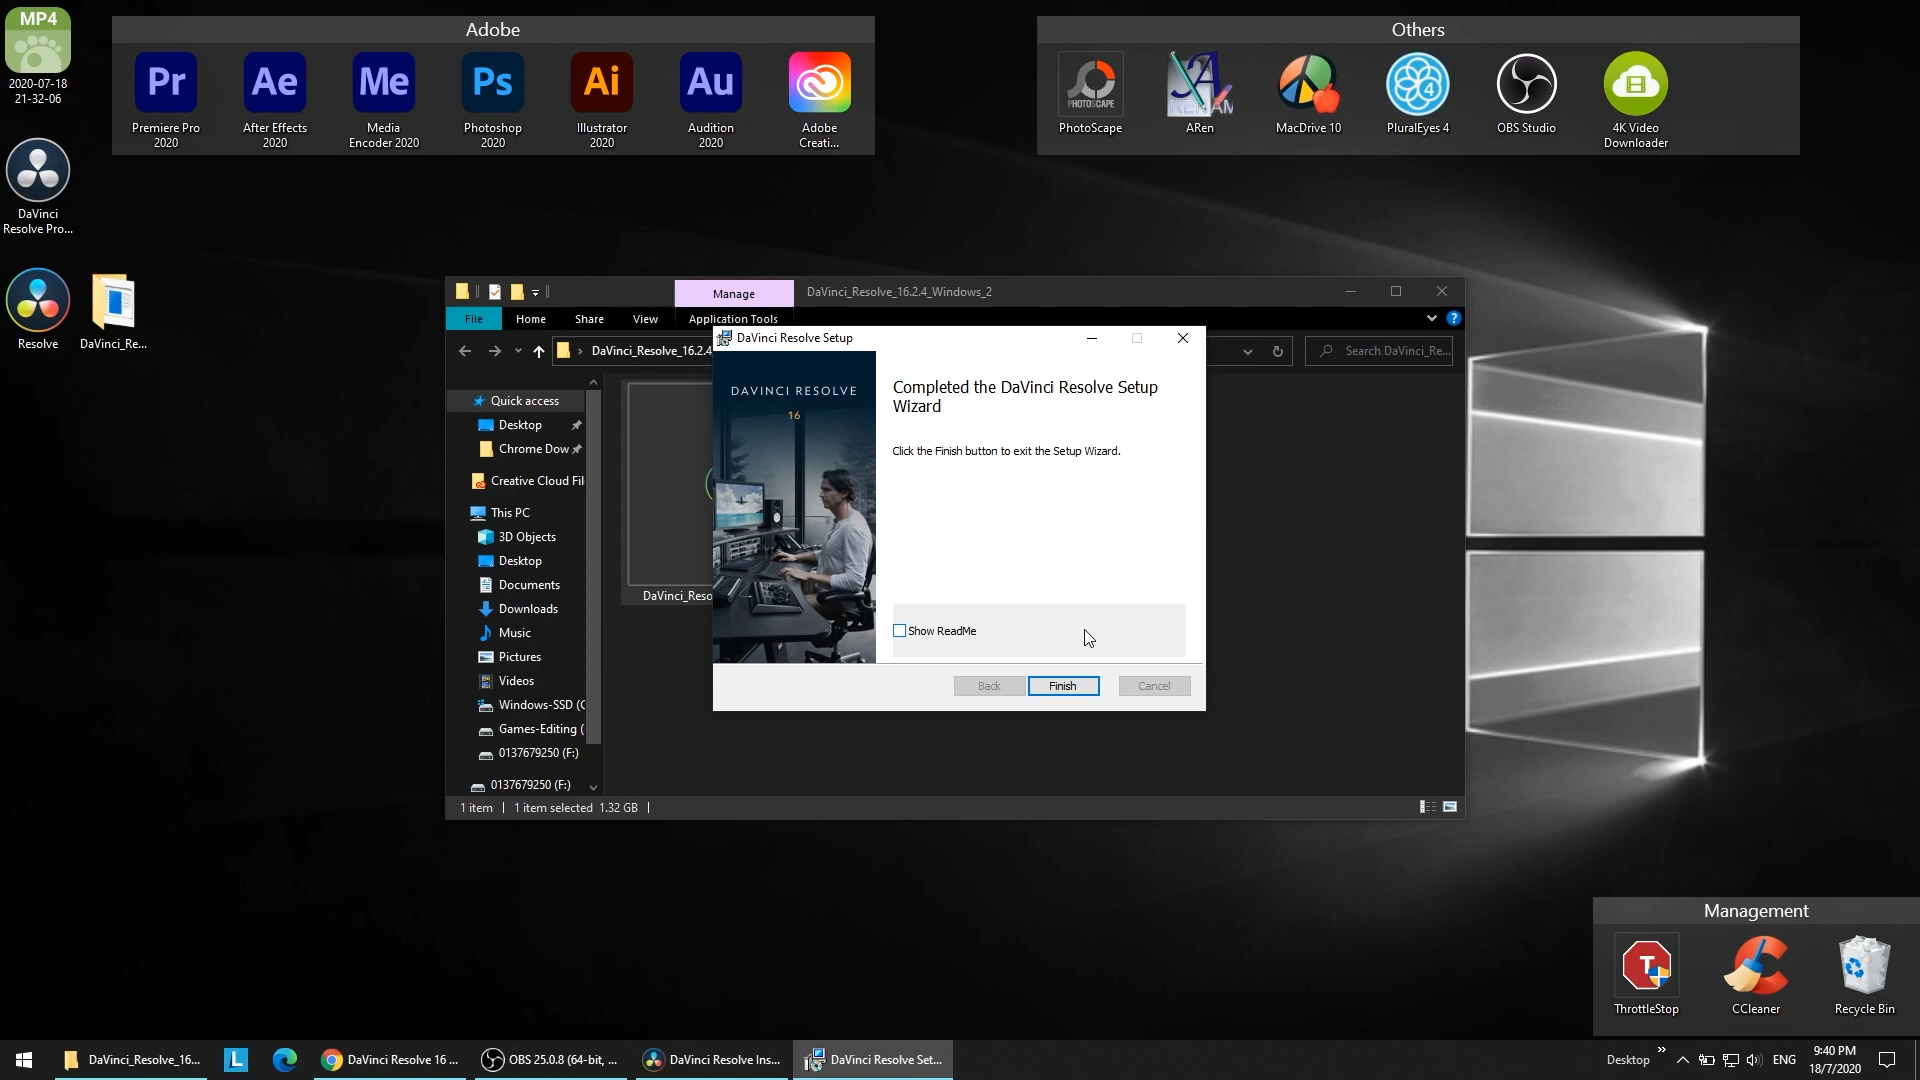 MP4
2020-07-18
21-32-06
DaVinci
Resolve Pro...
Resolve
DaVinci_Re...
Adobe
Pr
Ae
Me
Ps
Ai
Au
Premiere Pro
2020
After Effects
2020
Media
Encoder 2020
Photoshop
2020
Illustrator
2020
Audition
2020
Adobe
Creati...
Others
PHOTOSCAPE
PhotoScape
ARen
MacDrive 10
4
PluralEyes 4
OBS Studio
4K Video
Downloader
Manage
DaVinci_Resolve_16.2.4_Windows_2
File
Home
Share
View
Application Tools
DaVinci_Resolve_16.2.4
Search DaVinci_Re...
Quick access
Desktop
Chrome Dow
Creative Cloud Fil
This PC
3D Objects
Desktop
Documents
Downloads
Music
Pictures
Videos
Windows-SSD (C
Games-Editing (
0137679250 (F:)
0137679250 (F:)
DaVinci_Reso
1 item
1 item selected 1.32 GB
DaVinci Resolve Setup
DAVINCI RESOLVE
16
Completed the DaVinci Resolve Setup
Wizard
Click the Finish button to exit the Setup Wizard.
Show ReadMe
Back
Finish
Cancel
Management
T
ThrottleStop
CCleaner
Recycle Bin
DaVinci_Resolve_16...
L
DaVinci Resolve 16 ...
OBS 25.0.8 (64-bit, ...
DaVinci Resolve Ins...
DaVinci Resolve Set...
Desktop
ENG
9:40 PM
18/7/2020